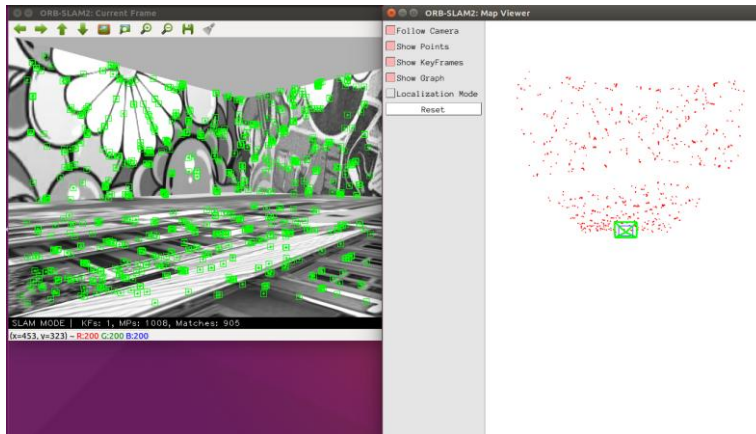 ORB-SLAM2: Current Frame
SLAM MODE | KFs: 1, MPs: 1008, Matches: 905
(x=453, y=323) ~ R:200 G:200 B:200
ORB-SLAM2: Map Viewer
Follow Camera
Show Points
Show KeyFrames
Show Graph
Localization Mode
Reset